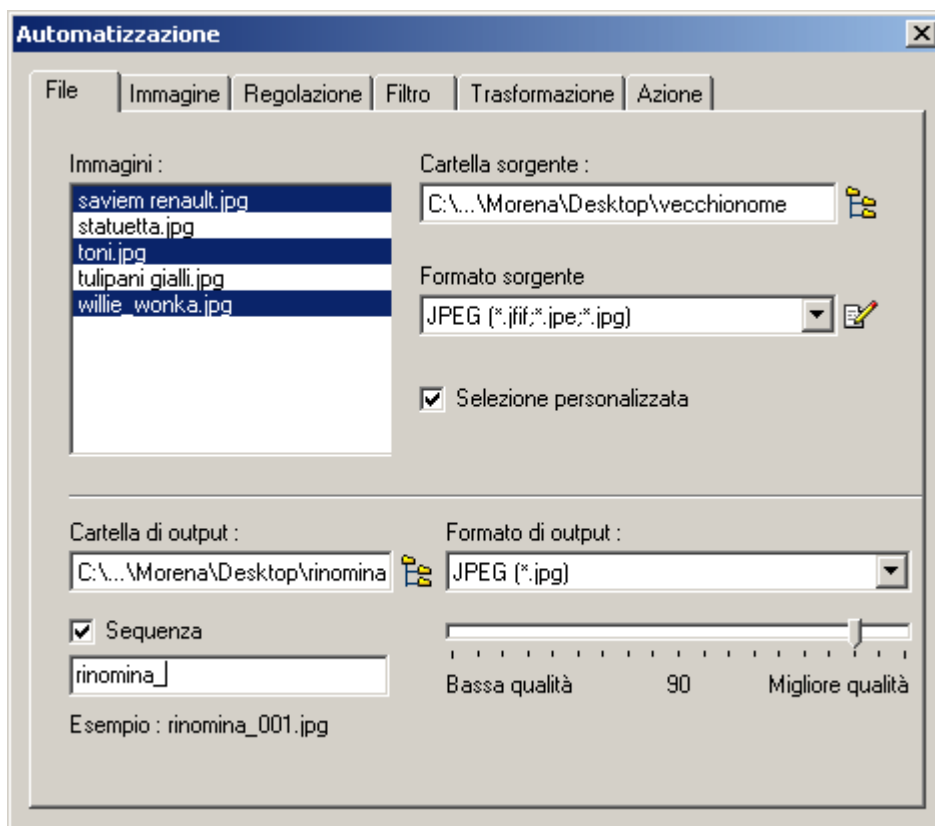 Automatizzazione
File Immagine Regolazione Filtro Trasformazione Azione
Immagini :
saviem renault.jpg
statuetta.jpg
toni.jpg
tulipani gialli.jpg
willie_wonka.jpg
Cartella sorgente :
C:\...\Morena\Desktop\vecchionome
Formato sorgente
JPEG (*.jfif;*.jpe;*.jpg)
Selezione personalizzata
Cartella di output :
C:\...\Morena\Desktop\rinomina
Formato di output :
JPEG (*.jpg)
Sequenza
rinomina_
Esempio : rinomina_001.jpg
Bassa qualità 90 Migliore qualità